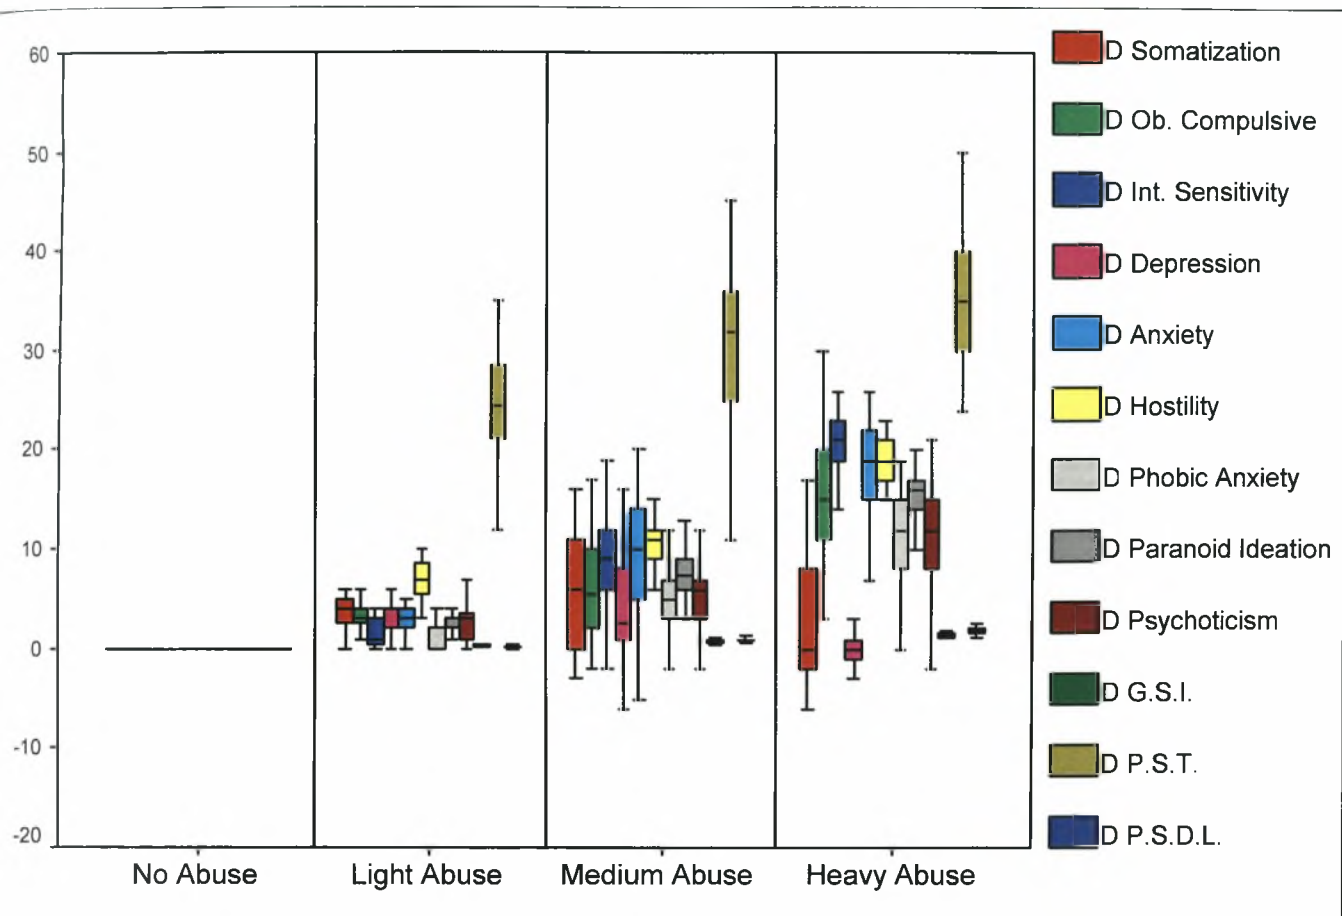 60
50
40
30
20
10
0
-10
-20
No Abuse
Light Abuse
Medium Abuse
Heavy Abuse
D Somatization
D Ob. Compulsive
D Int. Sensitivity
D Depression
D Anxiety
D Hostility
D Phobic Anxiety
D Paranoid Ideation
D Psychoticism
D G.S.I.
D P.S.T.
D P.S.D.L.